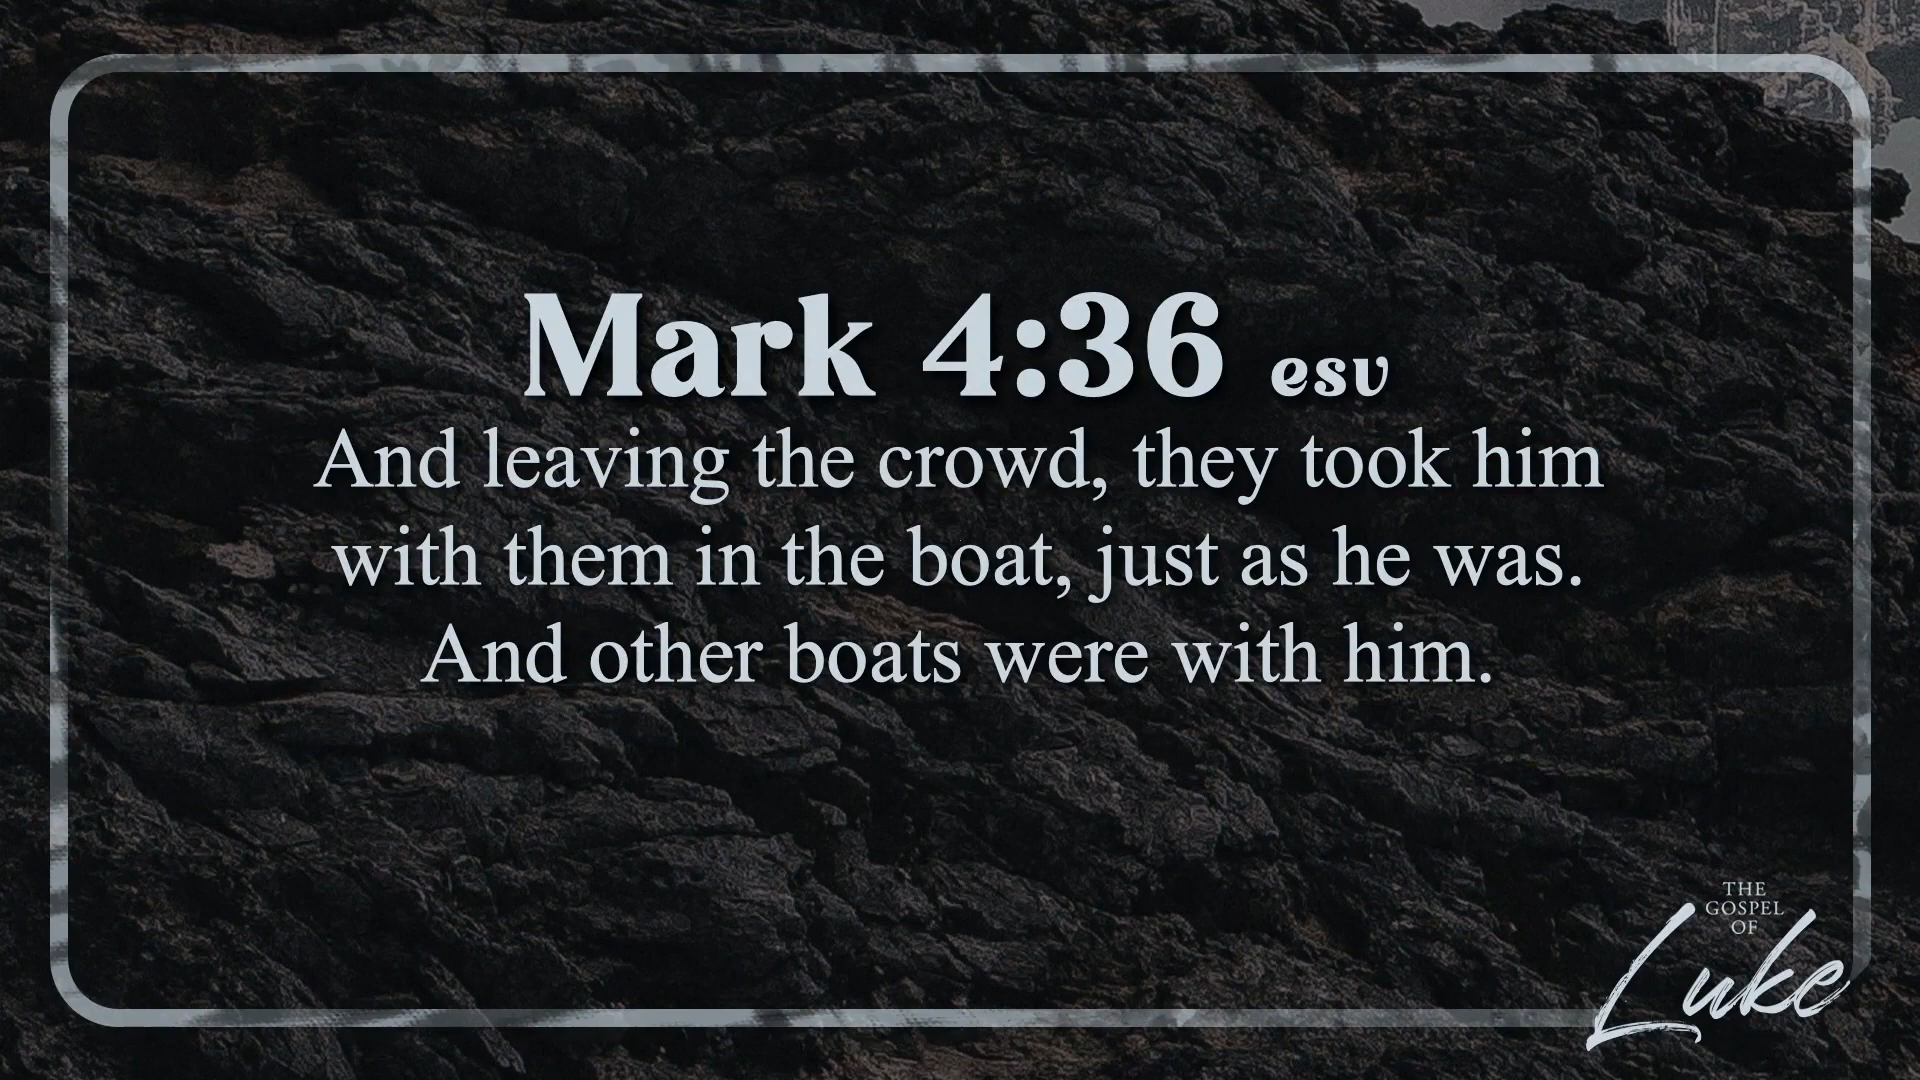 Mark 4:36 esv
And leaving the crowd, they took him
with them in the boat, just as he was.
And other boats were with him.
THE
GOSPEL
OF
Luke